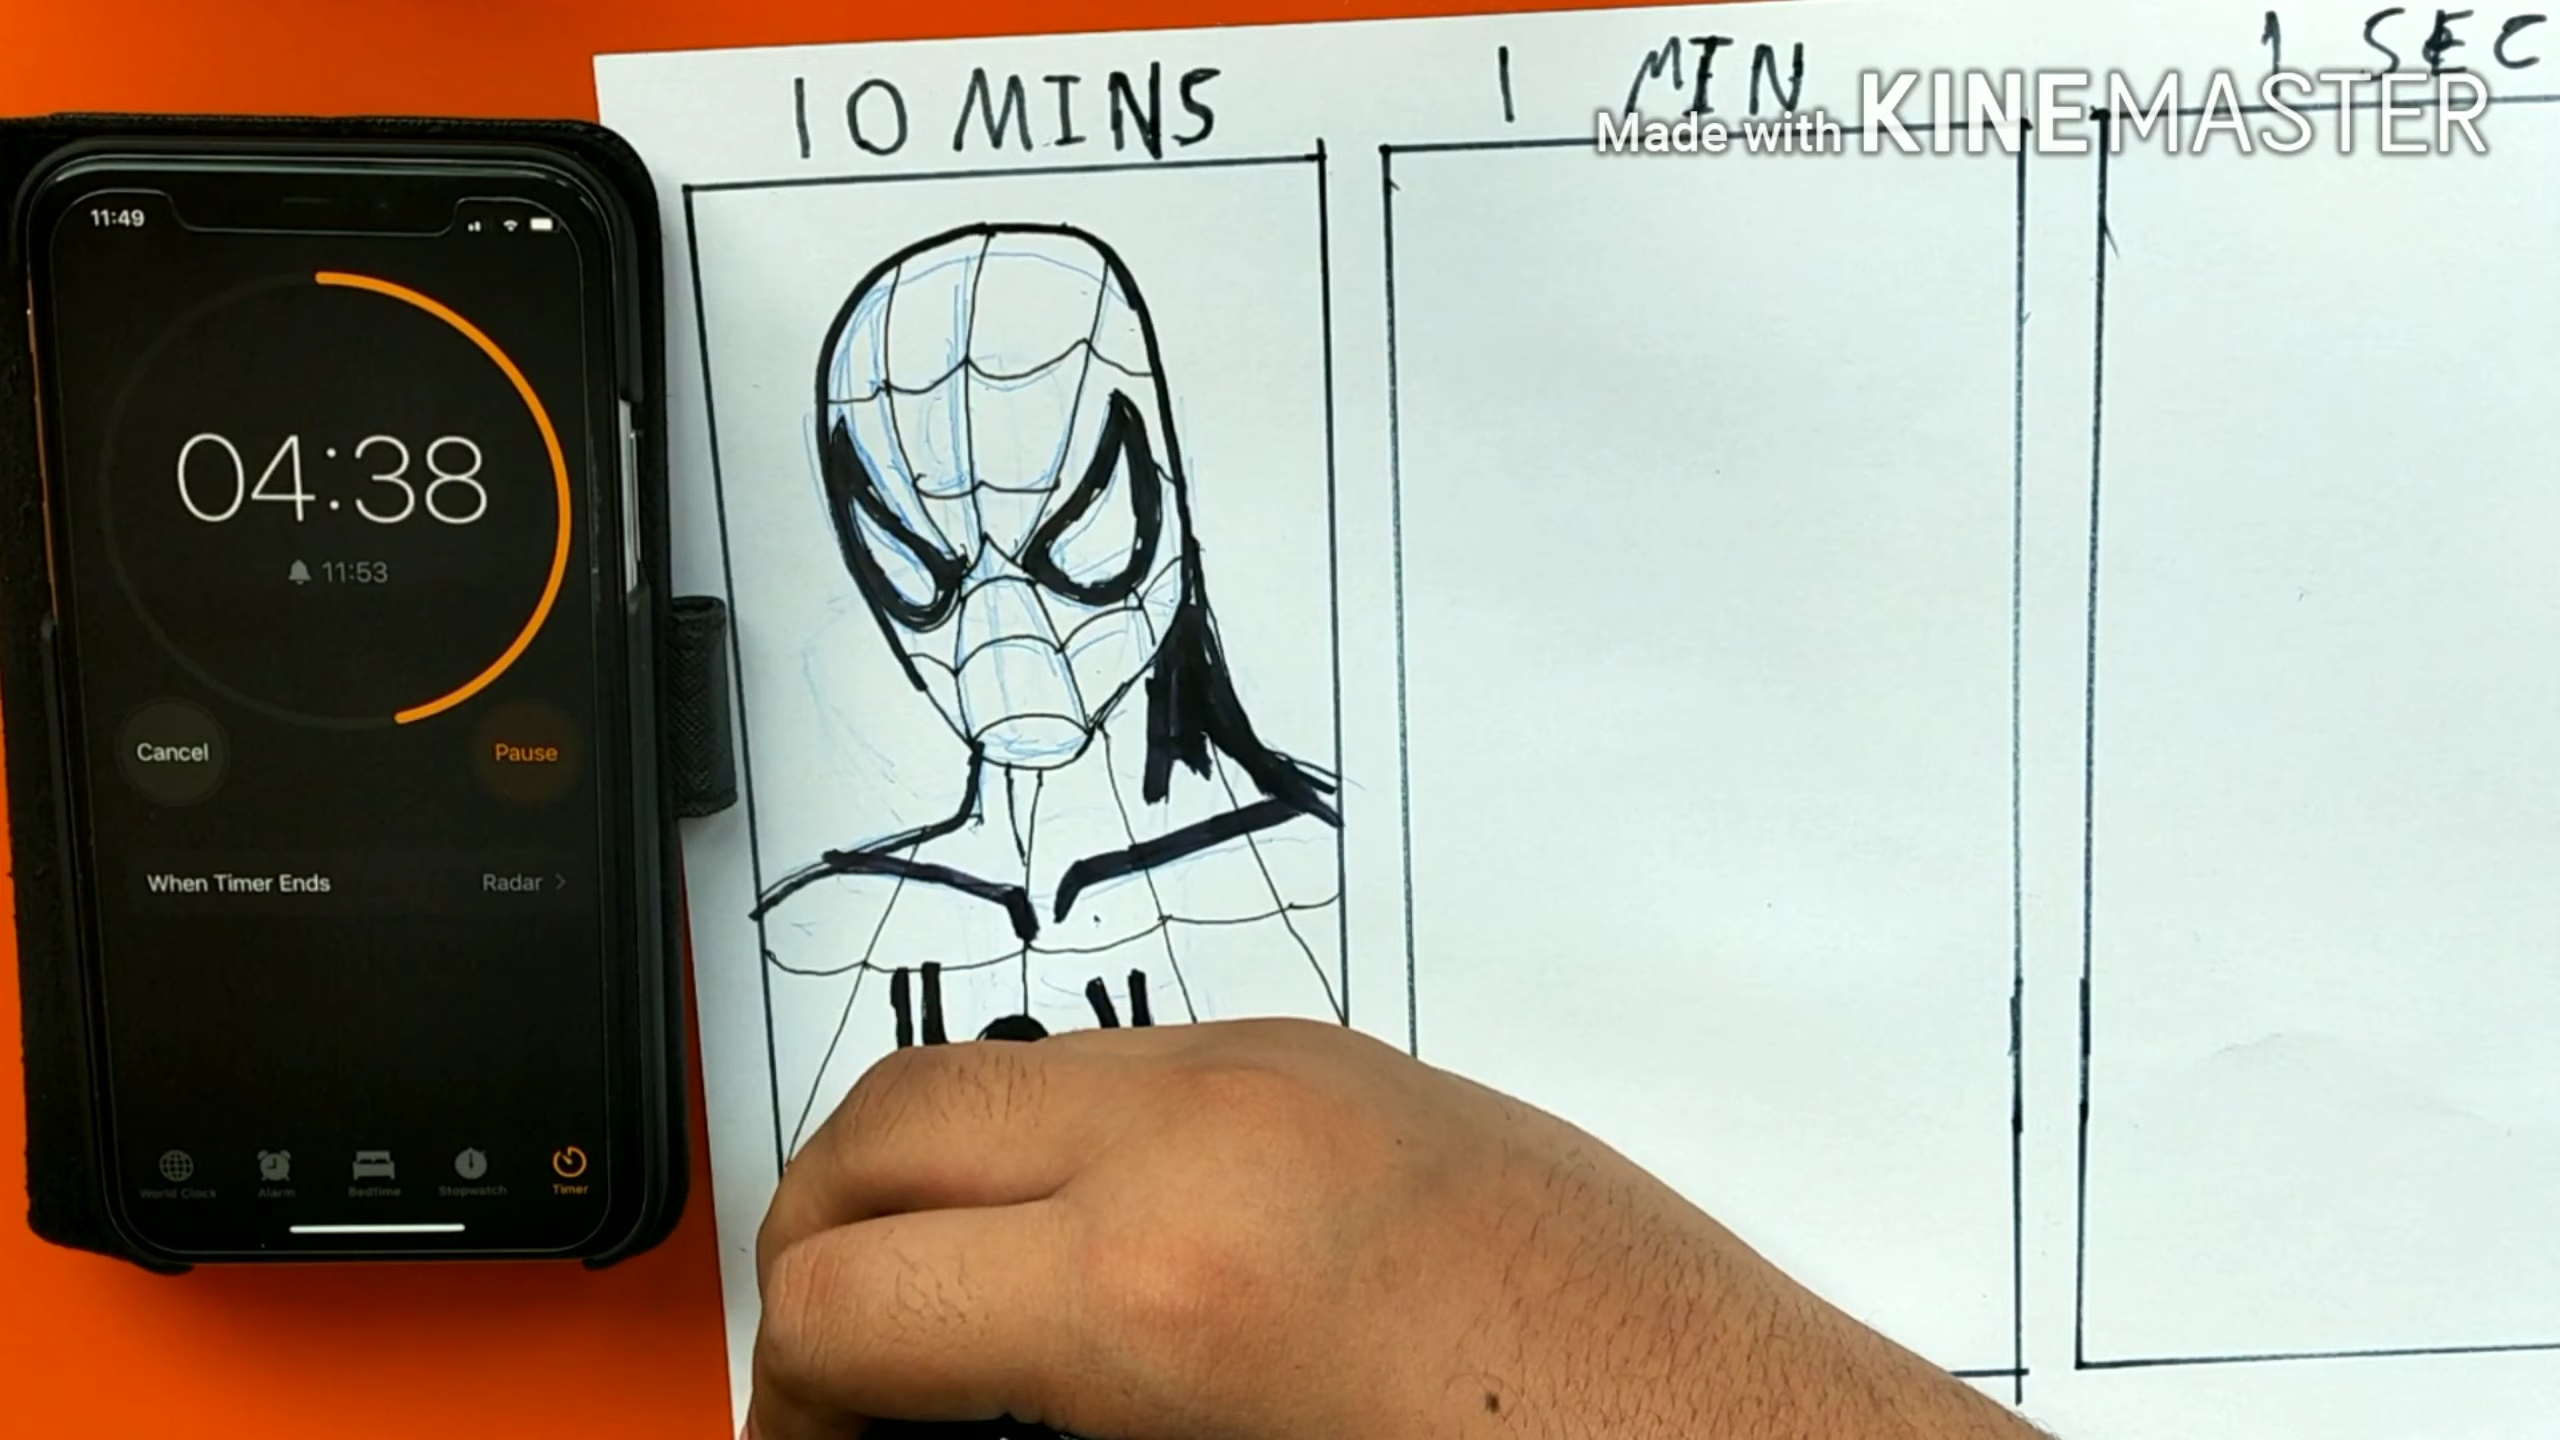 10 MINS
1 MIN
1 SEC
Made with KINEMASTER
11:49
04:38
11:53
Cancel
Pause
When Timer Ends
Radar
World Clock
Alarm
Bedtime
Stopwatch
Timer